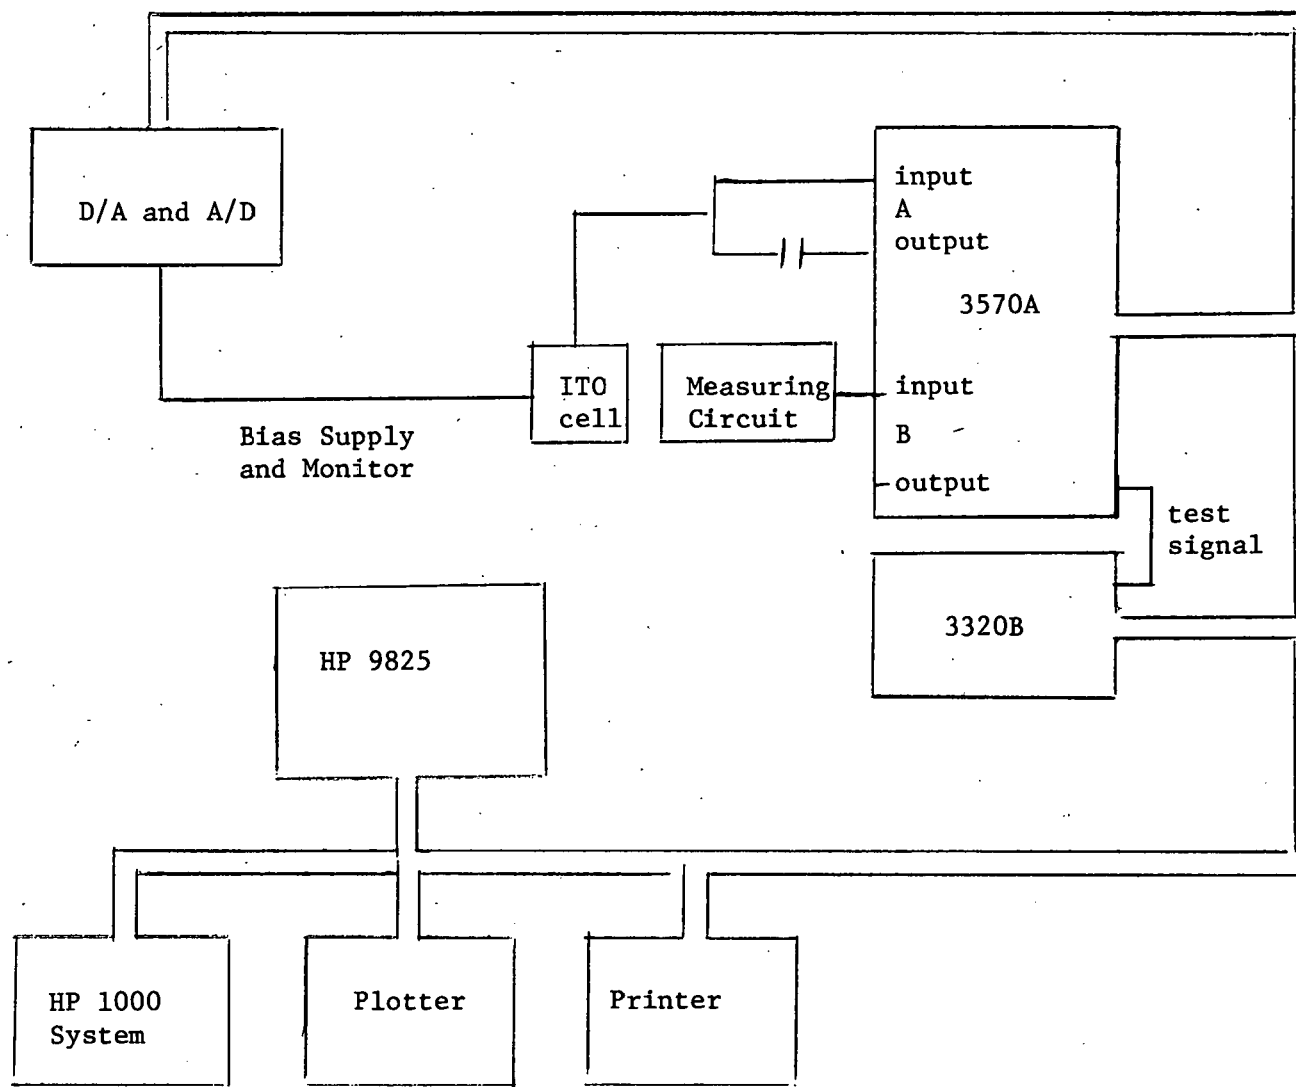 D/A and A/D
input
A
output
3570A
ITO
cell
Measuring
Circuit
input
B
output
Bias Supply
and Monitor
test
signal
3320B
HP 9825
HP 1000
System
Plotter
Printer